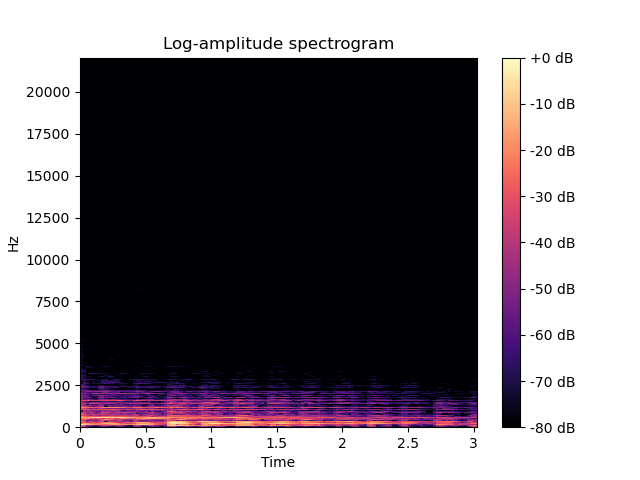 Log-amplitude spectrogram
Hz
20000
17500
15000
12500
10000
7500
5000
2500
0
0
0.5
1
1.5
2
2.5
3
Time
+0 dB
-10 dB
-20 dB
-30 dB
-40 dB
-50 dB
-60 dB
-70 dB
-80 dB